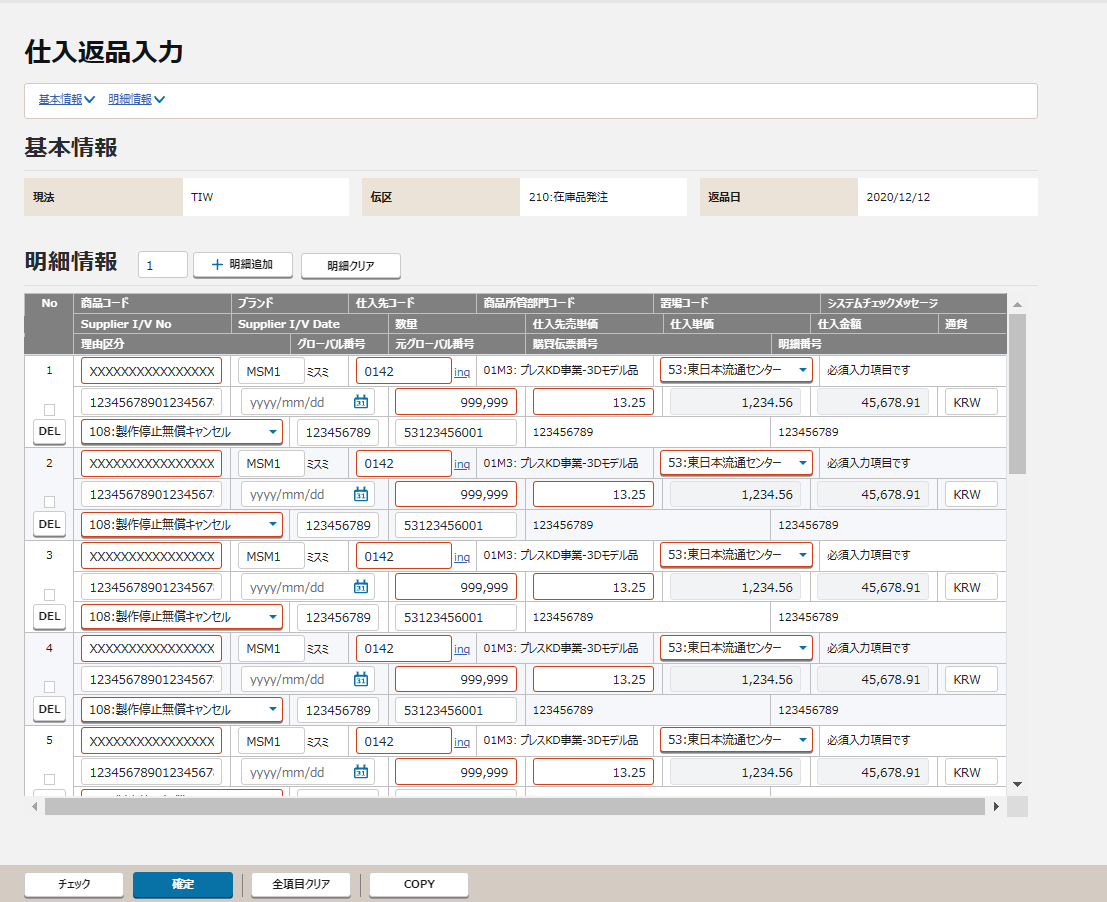 仕入返品入力
基本情報 明細情報
基本情報
現法 TIW 伝区 210:在庫品発注 返品日 2020/12/12
明細情報 1 + 明細追加 明細クリア
No 商品コード ブランド 仕入先コード 商品所管部門コード 置場コード システムチェックメッセージ
Supplier I/V No Supplier I/V Date 数量 仕入先売単価 仕入単価 仕入金額 通貨
理由区分 グローバル番号 元グローバル番号 購買伝票番号 明細番号
1 XXXXXXXXXXXXXXXX MSM1 ミスミ 0142 inq 01M3: プレスKD事業-3Dモデル品 53:東日本流通センター 必須入力項目です
12345678901234567 yyyy/mm/dd 31 999,999 13.25 1,234.56 45,678.91 KRW
DEL 108:製作停止無償キャンセル 123456789 53123456001 123456789 123456789
2 XXXXXXXXXXXXXXXX MSM1 ミスミ 0142 inq 01M3: プレスKD事業-3Dモデル品 53:東日本流通センター 必須入力項目です
12345678901234567 yyyy/mm/dd 31 999,999 13.25 1,234.56 45,678.91 KRW
DEL 108:製作停止無償キャンセル 123456789 53123456001 123456789 123456789
3 XXXXXXXXXXXXXXXX MSM1 ミスミ 0142 inq 01M3: プレスKD事業-3Dモデル品 53:東日本流通センター 必須入力項目です
12345678901234567 yyyy/mm/dd 31 999,999 13.25 1,234.56 45,678.91 KRW
DEL 108:製作停止無償キャンセル 123456789 53123456001 123456789 123456789
4 XXXXXXXXXXXXXXXX MSM1 ミスミ 0142 inq 01M3: プレスKD事業-3Dモデル品 53:東日本流通センター 必須入力項目です
12345678901234567 yyyy/mm/dd 31 999,999 13.25 1,234.56 45,678.91 KRW
DEL 108:製作停止無償キャンセル 123456789 53123456001 123456789 123456789
5 XXXXXXXXXXXXXXXX MSM1 ミスミ 0142 inq 01M3: プレスKD事業-3Dモデル品 53:東日本流通センター 必須入力項目です
12345678901234567 yyyy/mm/dd 31 999,999 13.25 1,234.56 45,678.91 KRW
チェック 確定 全項目クリア COPY